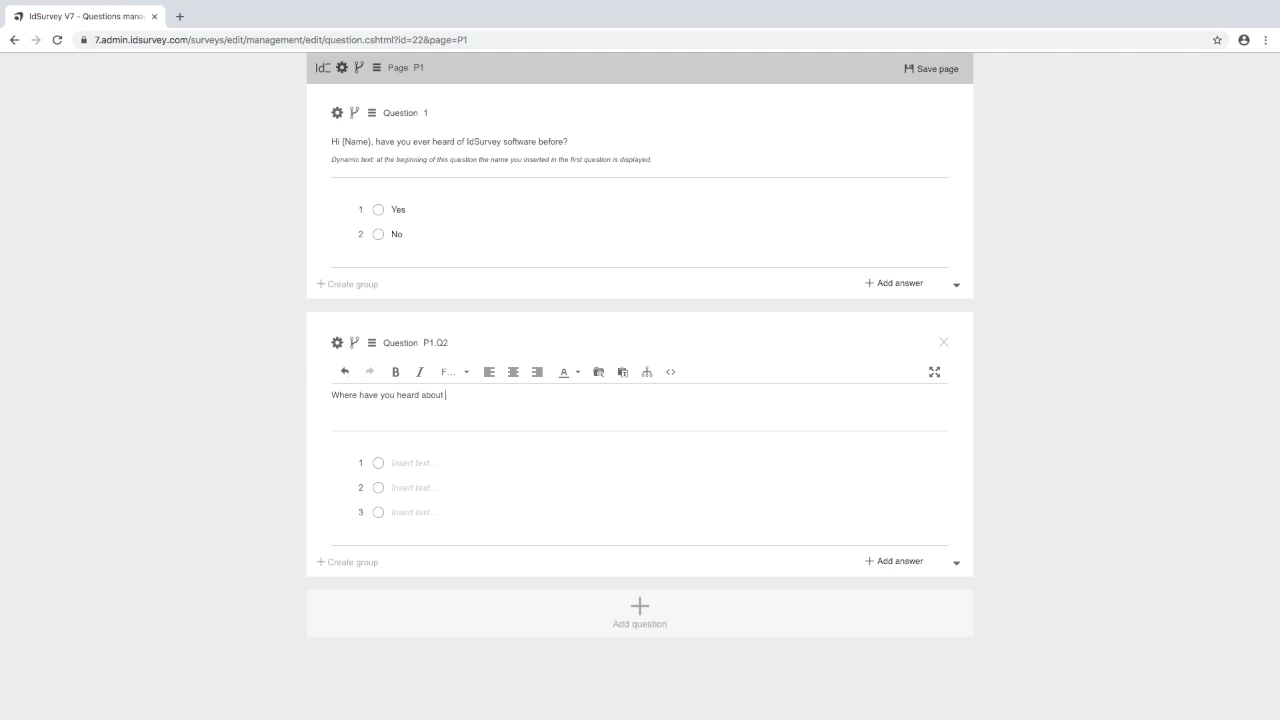 IdSurvey V7 - Questions mana
7.admin.idsurvey.com/surveys/edit/management/edit/question.cshtml?id=22&page=P1
Page P1
Save page
Question 1
Hi {Name}, have you ever heard of IdSurvey software before?
Dynamic text: at the beginning of this question the name you inserted in the first question is displayed.
1 Yes
2 No
Create group
Add answer
Question P1.Q2
B I F... A
Where have you heard about
1 Insert text...
2 Insert text...
3 Insert text...
Create group
Add answer
Add question